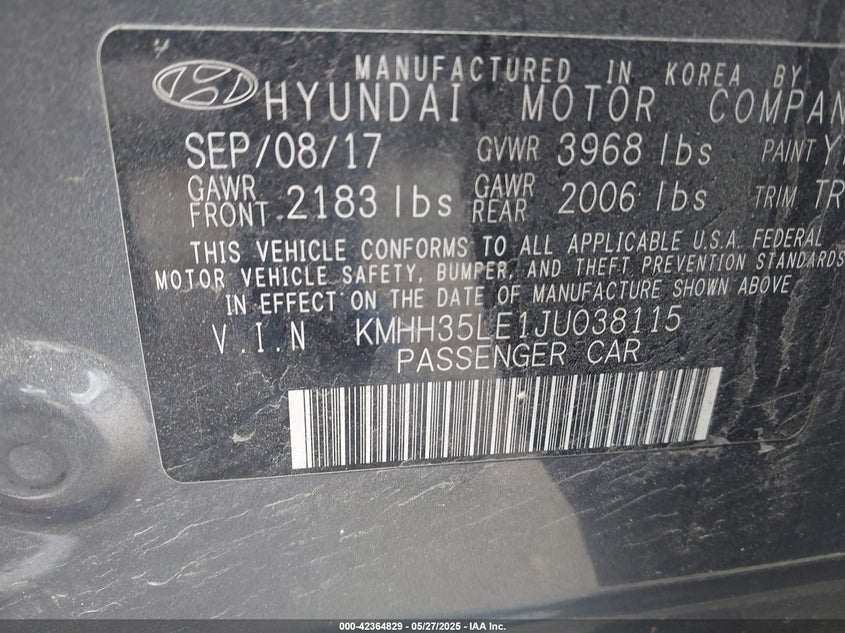 MANUFACTURED IN KOREA BY
HYUNDAI MOTOR COMPAN
SEP/08/17 GVWR 3968 lbs PAINT
GAWR FRONT 2183 lbs GAWR REAR 2006 lbs TRIM TR
THIS VEHICLE CONFORMS TO ALL APPLICABLE U.S.A. FEDERAL
MOTOR VEHICLE SAFETY, BUMPER, AND THEFT PREVENTION STANDARDS
IN EFFECT ON THE DATE OF MANUFACTURE SHOWN ABOVE
V.I.N KMHH35LE1JU038115
PASSENGER CAR
000-42364829 - 05/27/2025 - IAA Inc.